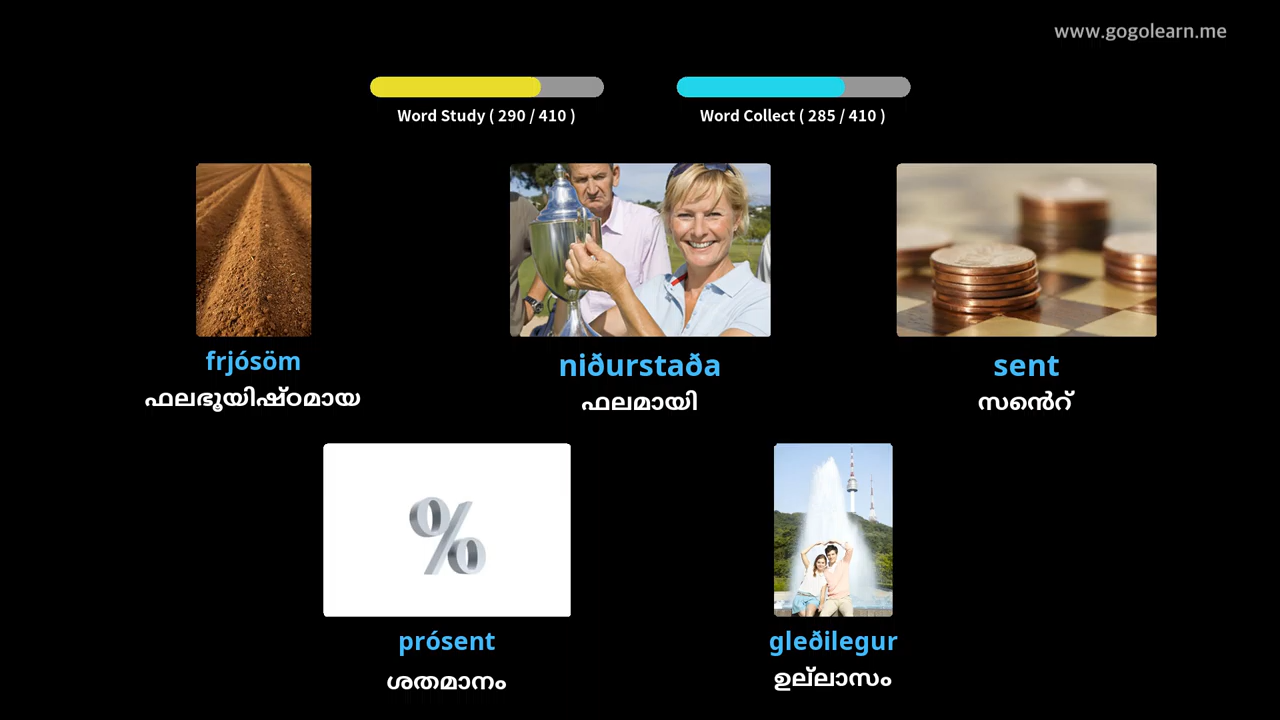 www.gogolearn.me
Word Study ( 290 / 410 )
Word Collect ( 285 / 410 )
frjósöm
ഫലഭൂയിഷ്ഠമായ
niðurstaða
ഫലമായി
sent
സൻെറ്
%
prósent
ശതമാനം
gleðilegur
ഉല്ലാസം